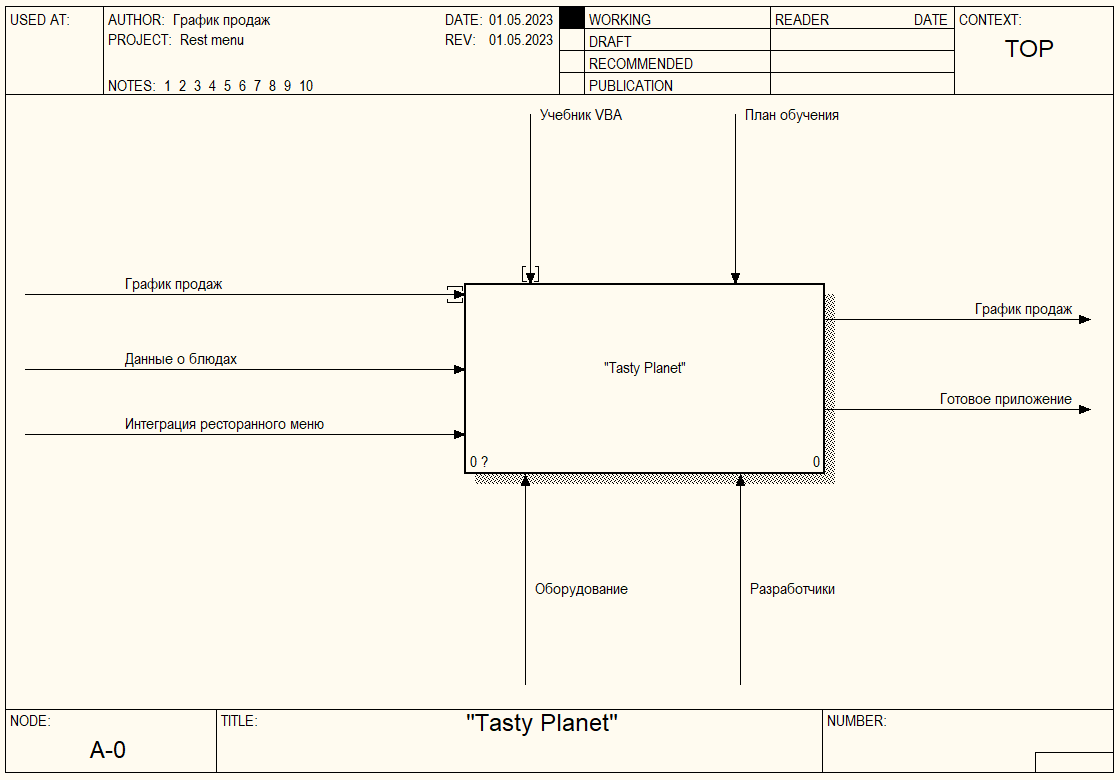 USED AT:
AUTHOR: График продаж
DATE: 01.05.2023
PROJECT: Rest menu
REV: 01.05.2023
NOTES: 1 2 3 4 5 6 7 8 9 10
WORKING
DRAFT
RECOMMENDED
PUBLICATION
READER DATE
CONTEXT:
TOP
Учебник VBA
План обучения
График продаж
Данные о блюдах
Интеграция ресторанного меню
"Tasty Planet"
0 ?
0
График продаж
Готовое приложение
Оборудование
Разработчики
NODE:
A-0
TITLE:
"Tasty Planet"
NUMBER: